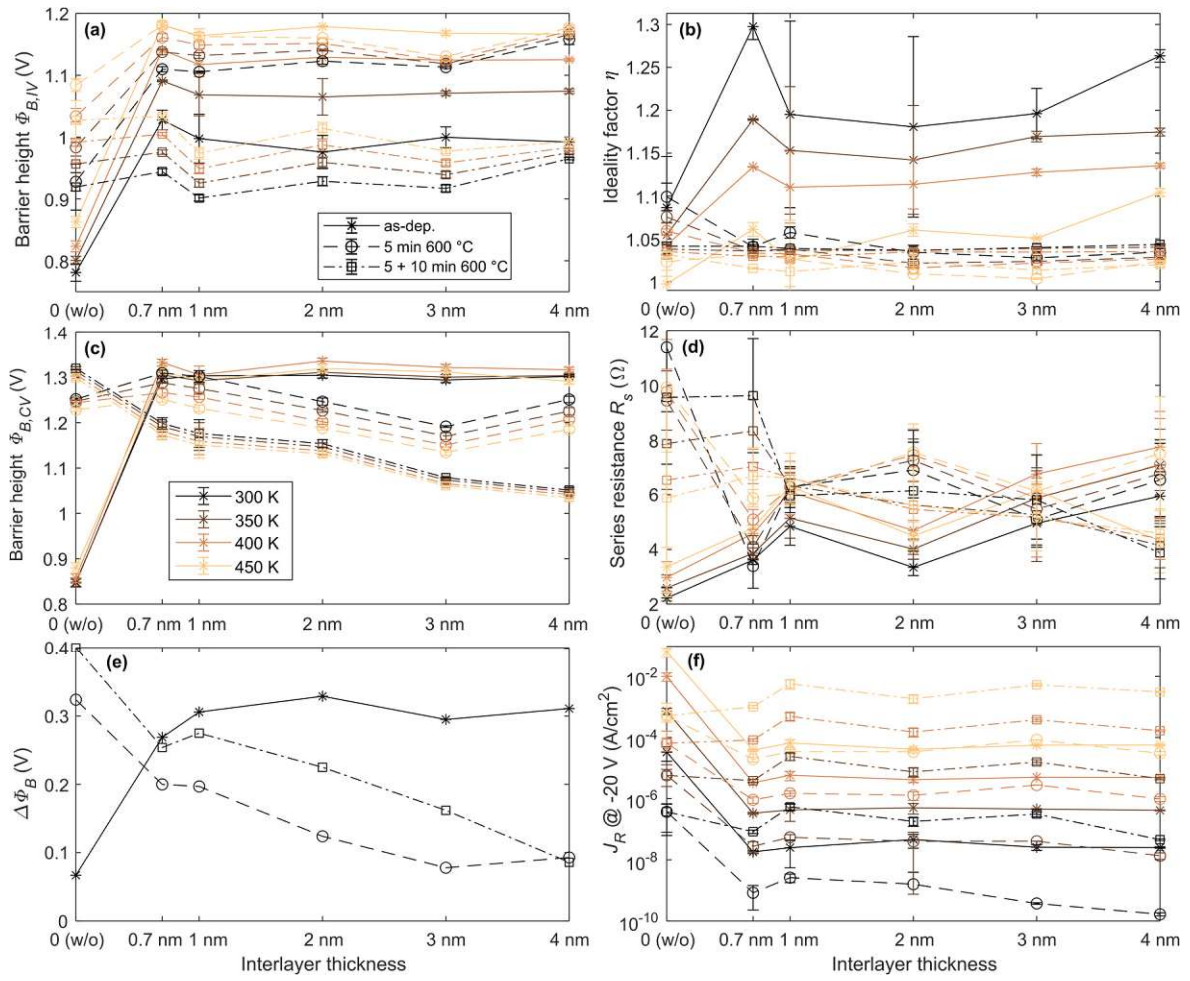 (a)
Barrier height Φ_B,IV (V)
1.2
1.1
1
0.9
0.8
as-dep.
5 min 600 °C
5 + 10 min 600 °C
0 (w/o) 0.7 nm 1 nm 2 nm 3 nm 4 nm
(b)
Ideality factor η
1.3
1.25
1.2
1.15
1.1
1.05
1
0 (w/o) 0.7 nm 1 nm 2 nm 3 nm 4 nm
(c)
Barrier height Φ_B,CV (V)
1.4
1.3
1.2
1.1
1
0.9
0.8
300 K
350 K
400 K
450 K
0 (w/o) 0.7 nm 1 nm 2 nm 3 nm 4 nm
(d)
Series resistance R_s (Ω)
12
10
8
6
4
2
0 (w/o) 0.7 nm 1 nm 2 nm 3 nm 4 nm
(e)
ΔΦ_B (V)
0.4
0.3
0.2
0.1
0
0 (w/o) 0.7 nm 1 nm 2 nm 3 nm 4 nm
Interlayer thickness
(f)
J_R @ -20 V (A/cm²)
10⁻²
10⁻⁴
10⁻⁶
10⁻⁸
10⁻¹⁰
0 (w/o) 0.7 nm 1 nm 2 nm 3 nm 4 nm
Interlayer thickness